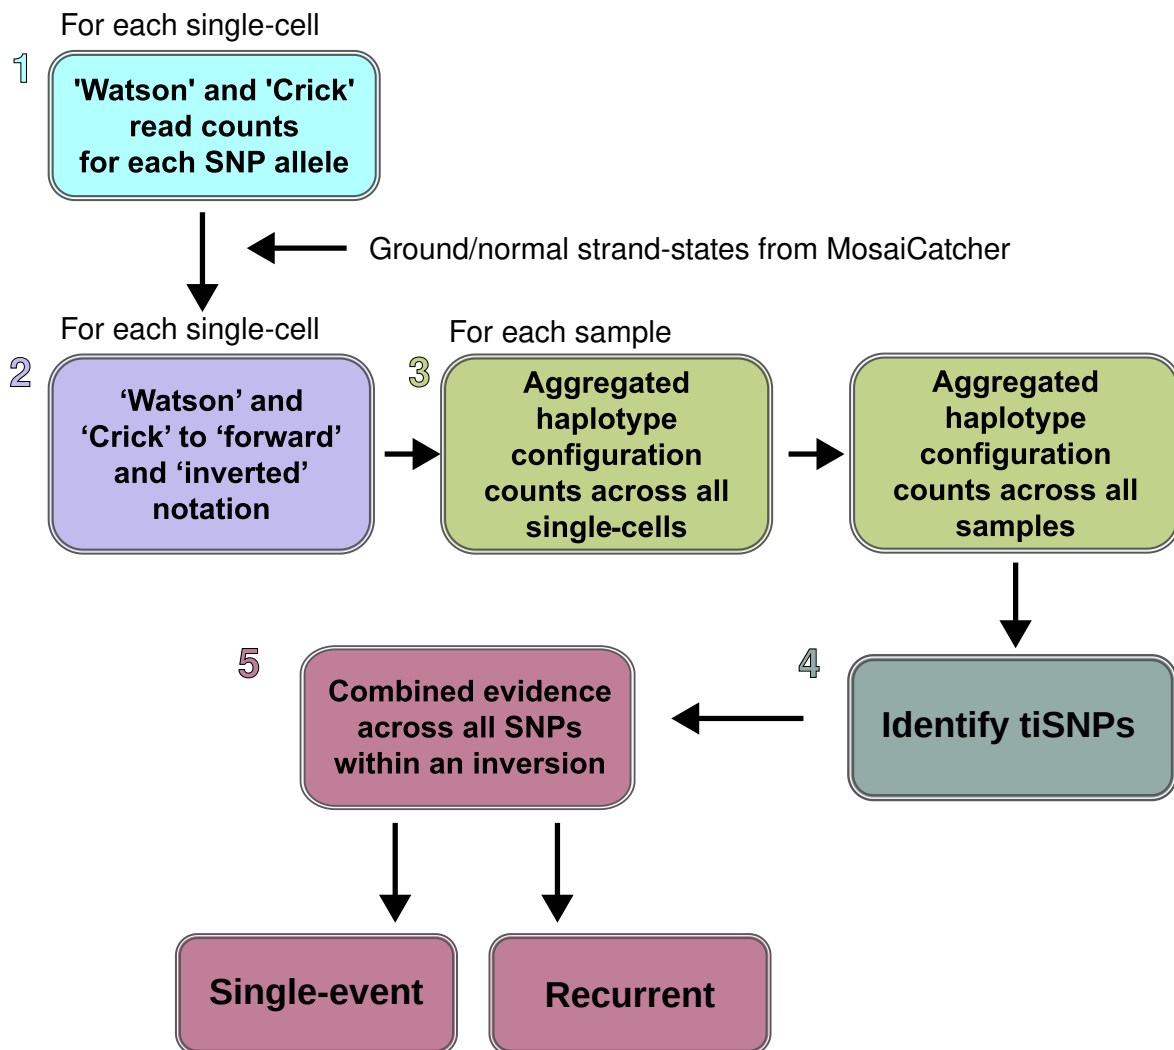 For each single-cell
1
'Watson' and 'Crick'
read counts
for each SNP allele
Ground/normal strand-states from MosaiCatcher
For each single-cell
2
‘Watson’ and
‘Crick’ to ‘forward’
and ‘inverted’
notation
For each sample
3
Aggregated
haplotype
configuration
counts across all
single-cells
Aggregated
haplotype
configuration
counts across all
samples
4
Identify tiSNPs
5
Combined evidence
across all SNPs
within an inversion
Single-event
Recurrent